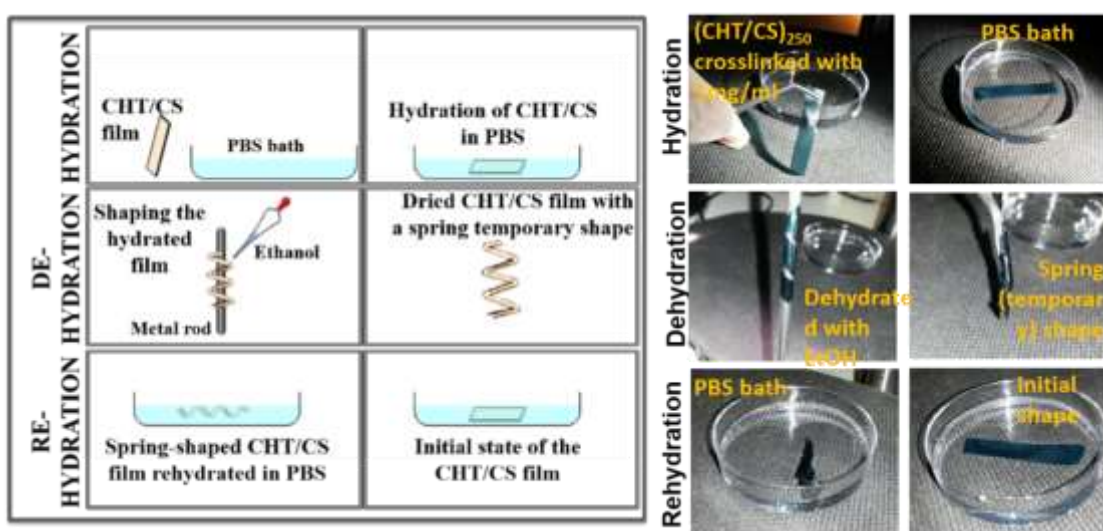 HYDRATION
CHT/CS
film
PBS bath
Hydration of CHT/CS
in PBS
DE-
HYDRATION
Shaping the
hydrated
film
Ethanol
Metal rod
Dried CHT/CS film with
a spring temporary shape
RE-
HYDRATION
Spring-shaped CHT/CS
film rehydrated in PBS
Initial state of the
CHT/CS film
Hydration
(CHT/CS)250
crosslinked with
mg/ml
PBS bath
Dehydration
Dehydrate
d with
EtOH
Spring
(temporar
y) shape
Rehydration
PBS bath
Initial
shape